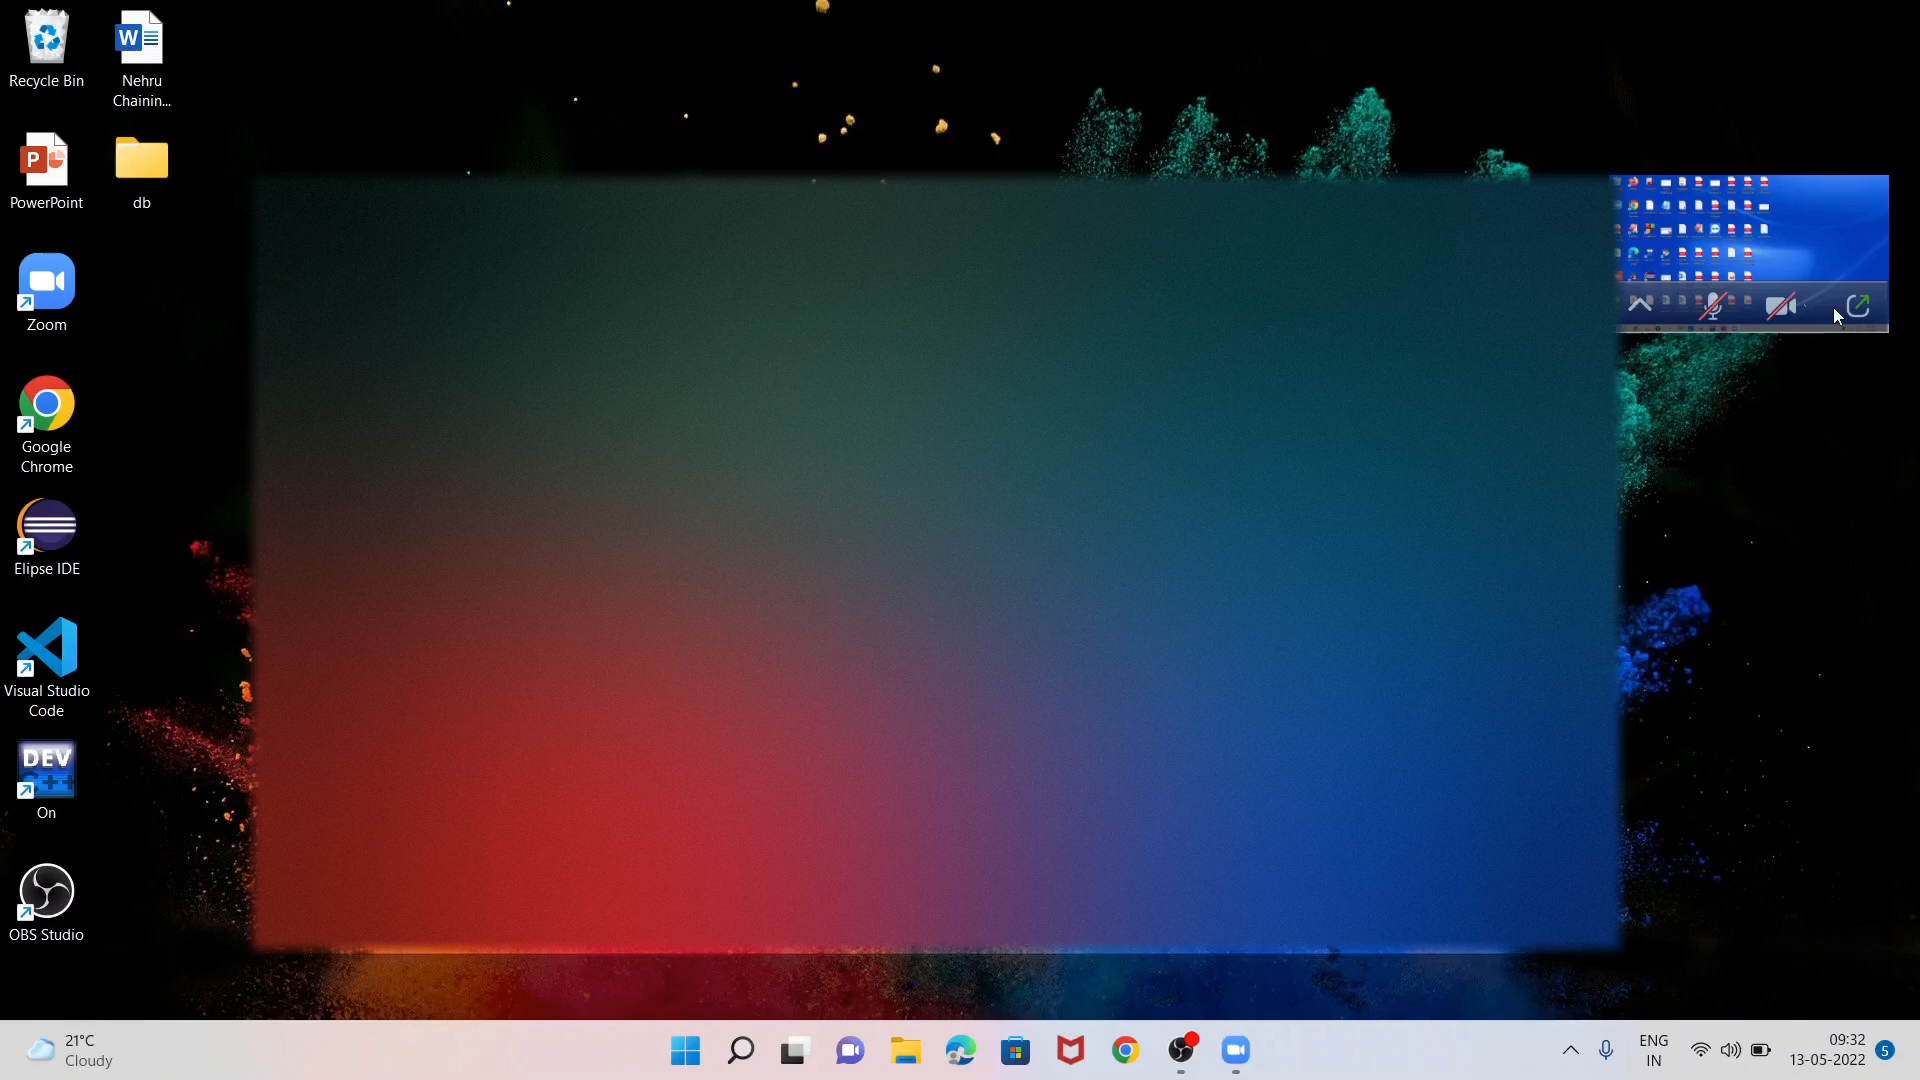 Recycle Bin
Nehru
Chainin...
PowerPoint
db
Zoom
Google
Chrome
Elipse IDE
Visual Studio
Code
DEV
C++
On
OBS Studio
21°C
Cloudy
ENG
IN
09:32
13-05-2022
5